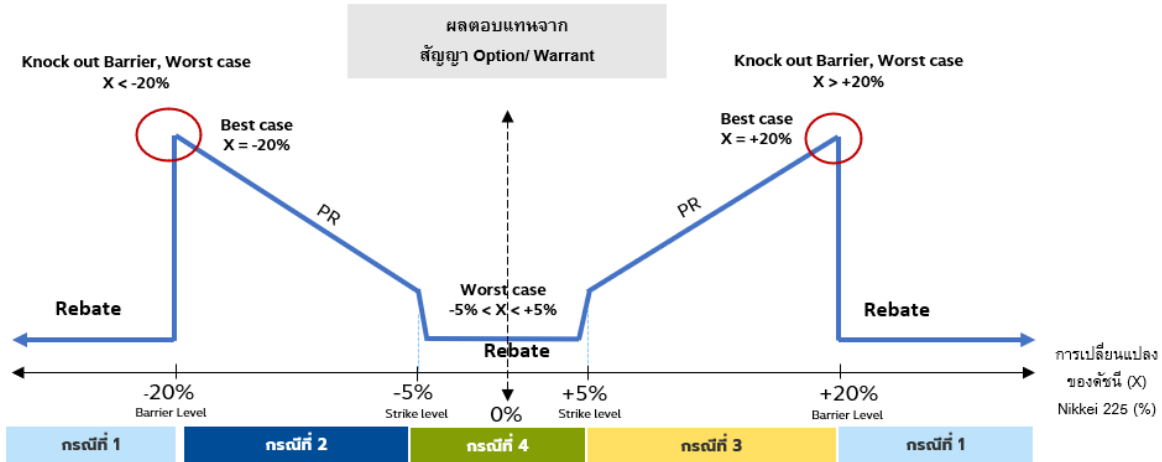 ผลตอบแทนจาก
สัญญา Option/ Warrant
Knock out Barrier, Worst case
X < -20%
Knock out Barrier, Worst case
X > +20%
Best case
X = -20%
Best case
X = +20%
PR
PR
Rebate
Worst case
-5% < X < +5%
Rebate
Rebate
-20%
Barrier Level
-5%
Strike level
0%
+5%
Strike level
+20%
Barrier Level
การเปลี่ยนแปลง
ของดัชนี (X)
Nikkei 225 (%)
กรณีที่ 1
กรณีที่ 2
กรณีที่ 4
กรณีที่ 3
กรณีที่ 1